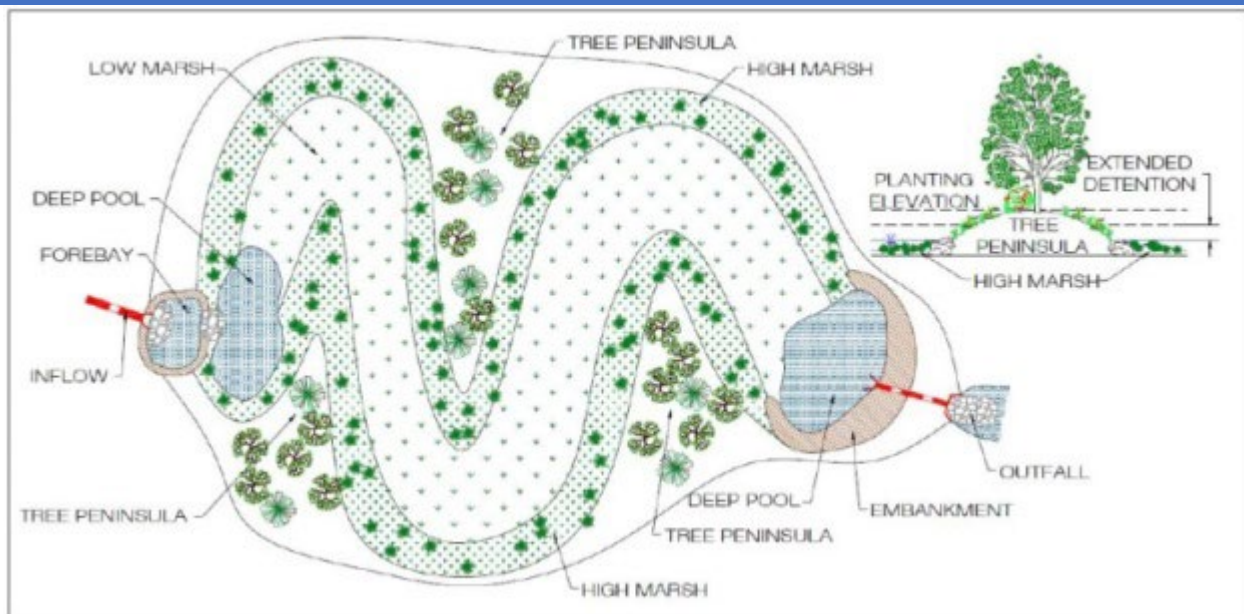 TREE PENINSULA
LOW MARSH
HIGH MARSH
DEEP POOL
FOREBAY
INFLOW
PLANTING
ELEVATION
EXTENDED
DETENTION
TREE
PENINSULA
HIGH MARSH
TREE PENINSULA
DEEP POOL
TREE PENINSULA
EMBANKMENT
OUTFALL
HIGH MARSH